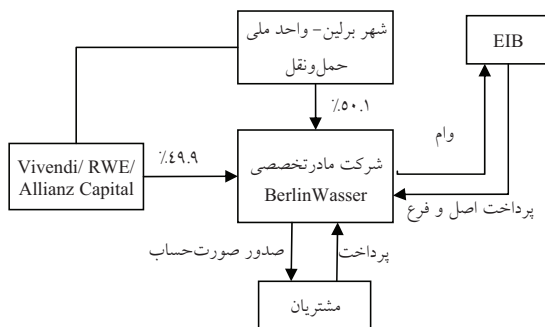 شهر برلین- واحد ملی
حمل‌ونقل
EIB
٪۵۰.۱
وام
Vivendi/ RWE/
Allianz Capital
٪۴۹.۹
شرکت مادرتخصصی
BerlinWasser
پرداخت اصل و فرع
صدور صورت‌حساب
پرداخت
مشتریان